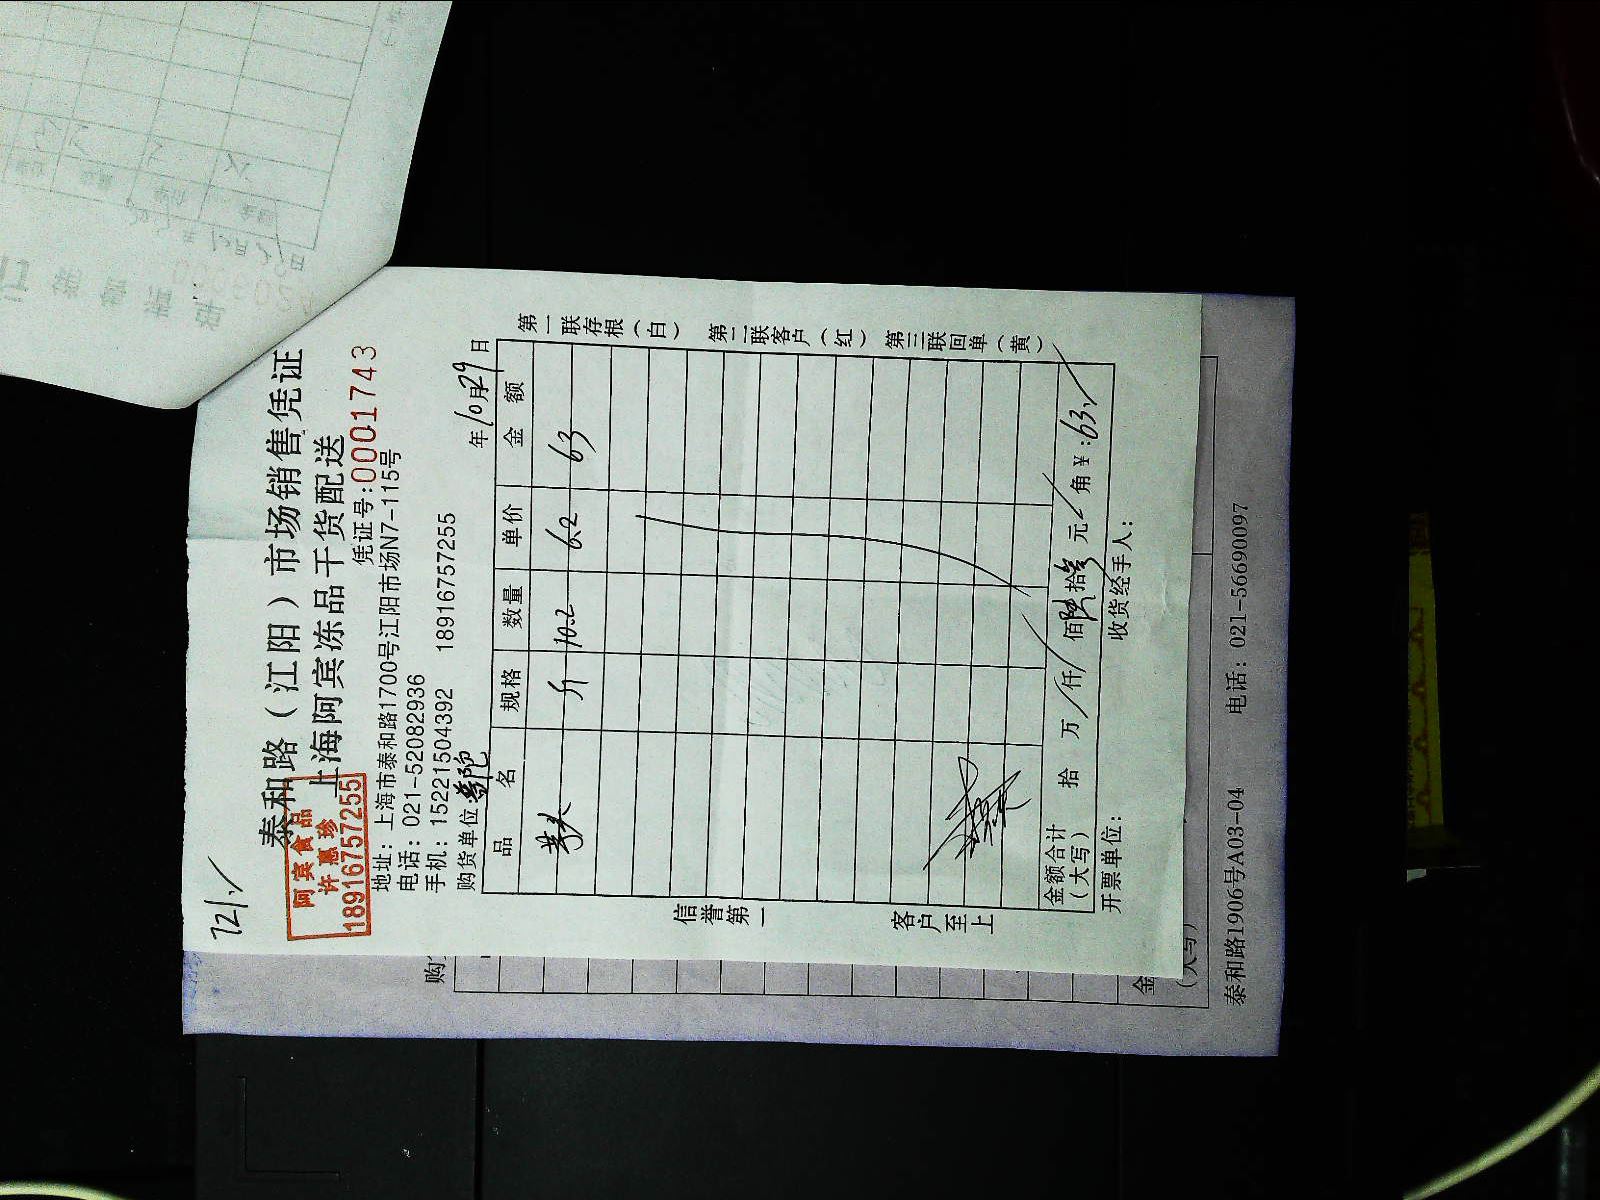 721✓
泰和路（江阳）市场销售凭证
上海阿宾冻品干货配送
阿宾食品
许惠珍
18916757255
凭证号:0001743
地址：上海市泰和路1700号江阳市场N7-115号
电话：021-52082936
手机：15221504392 18916757255
购货单位
年10月29日
品 名 规格 数量 单价 金 额
斤 10.2 6.2 63
金额合计（大写） 拾 万 仟 佰陆拾叁元 角 ¥:63
开票单位： 收货经手人：
信誉第一 客户至上
第一联存根（白） 第二联客户（红） 第三联回单（黄）
购
金
泰和路1906号A03-04 电话：021-56690097